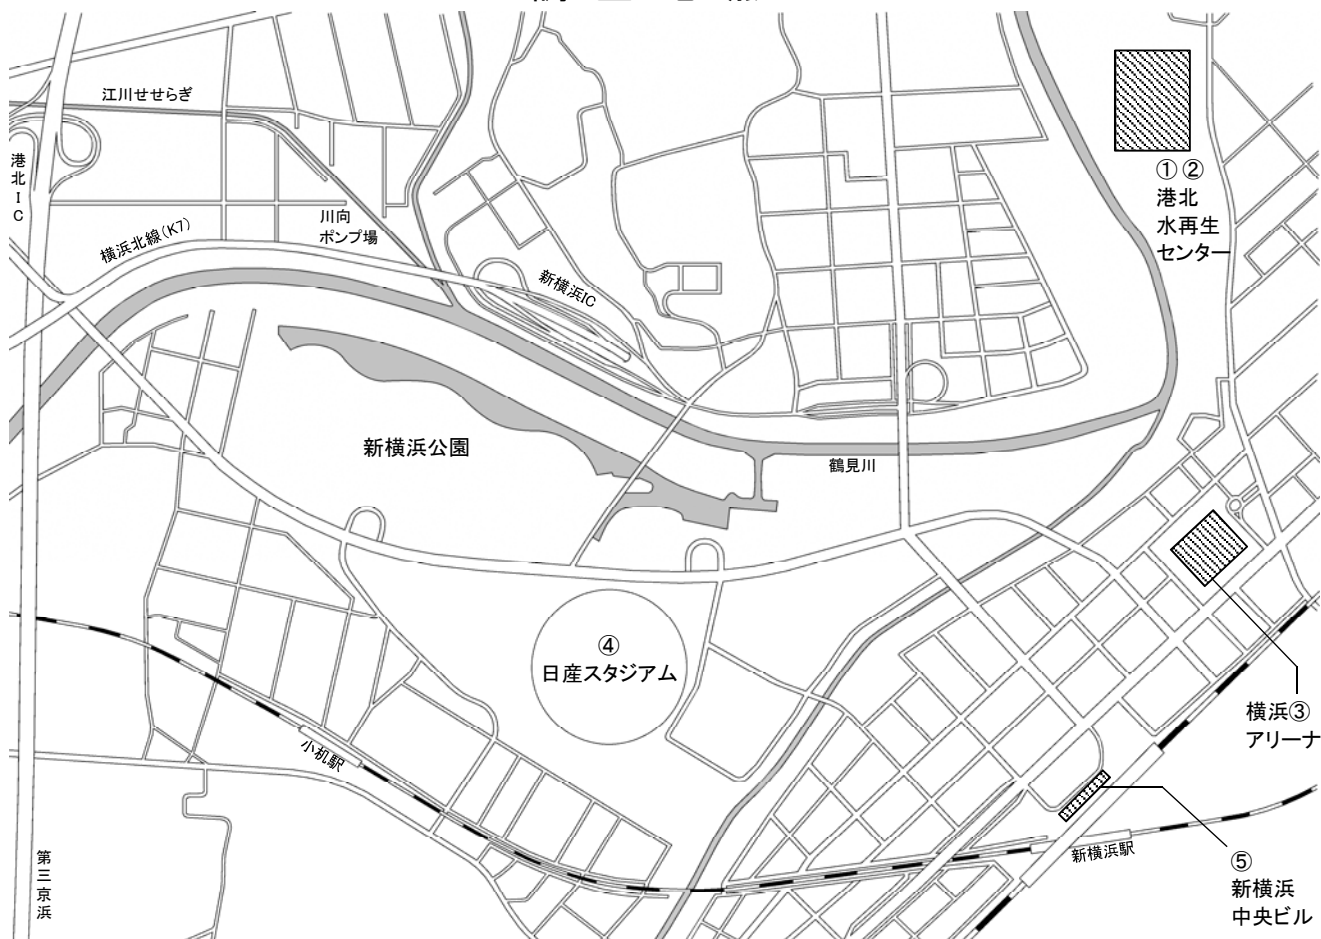 江川せせらぎ
港北IC
横浜北線(K7)
川向
ポンプ場
新横浜IC
①②
港北
水再生
センター
新横浜公園
鶴見川
④
日産スタジアム
横浜③
アリーナ
小机駅
新横浜駅
⑤
新横浜
中央ビル
第三京浜